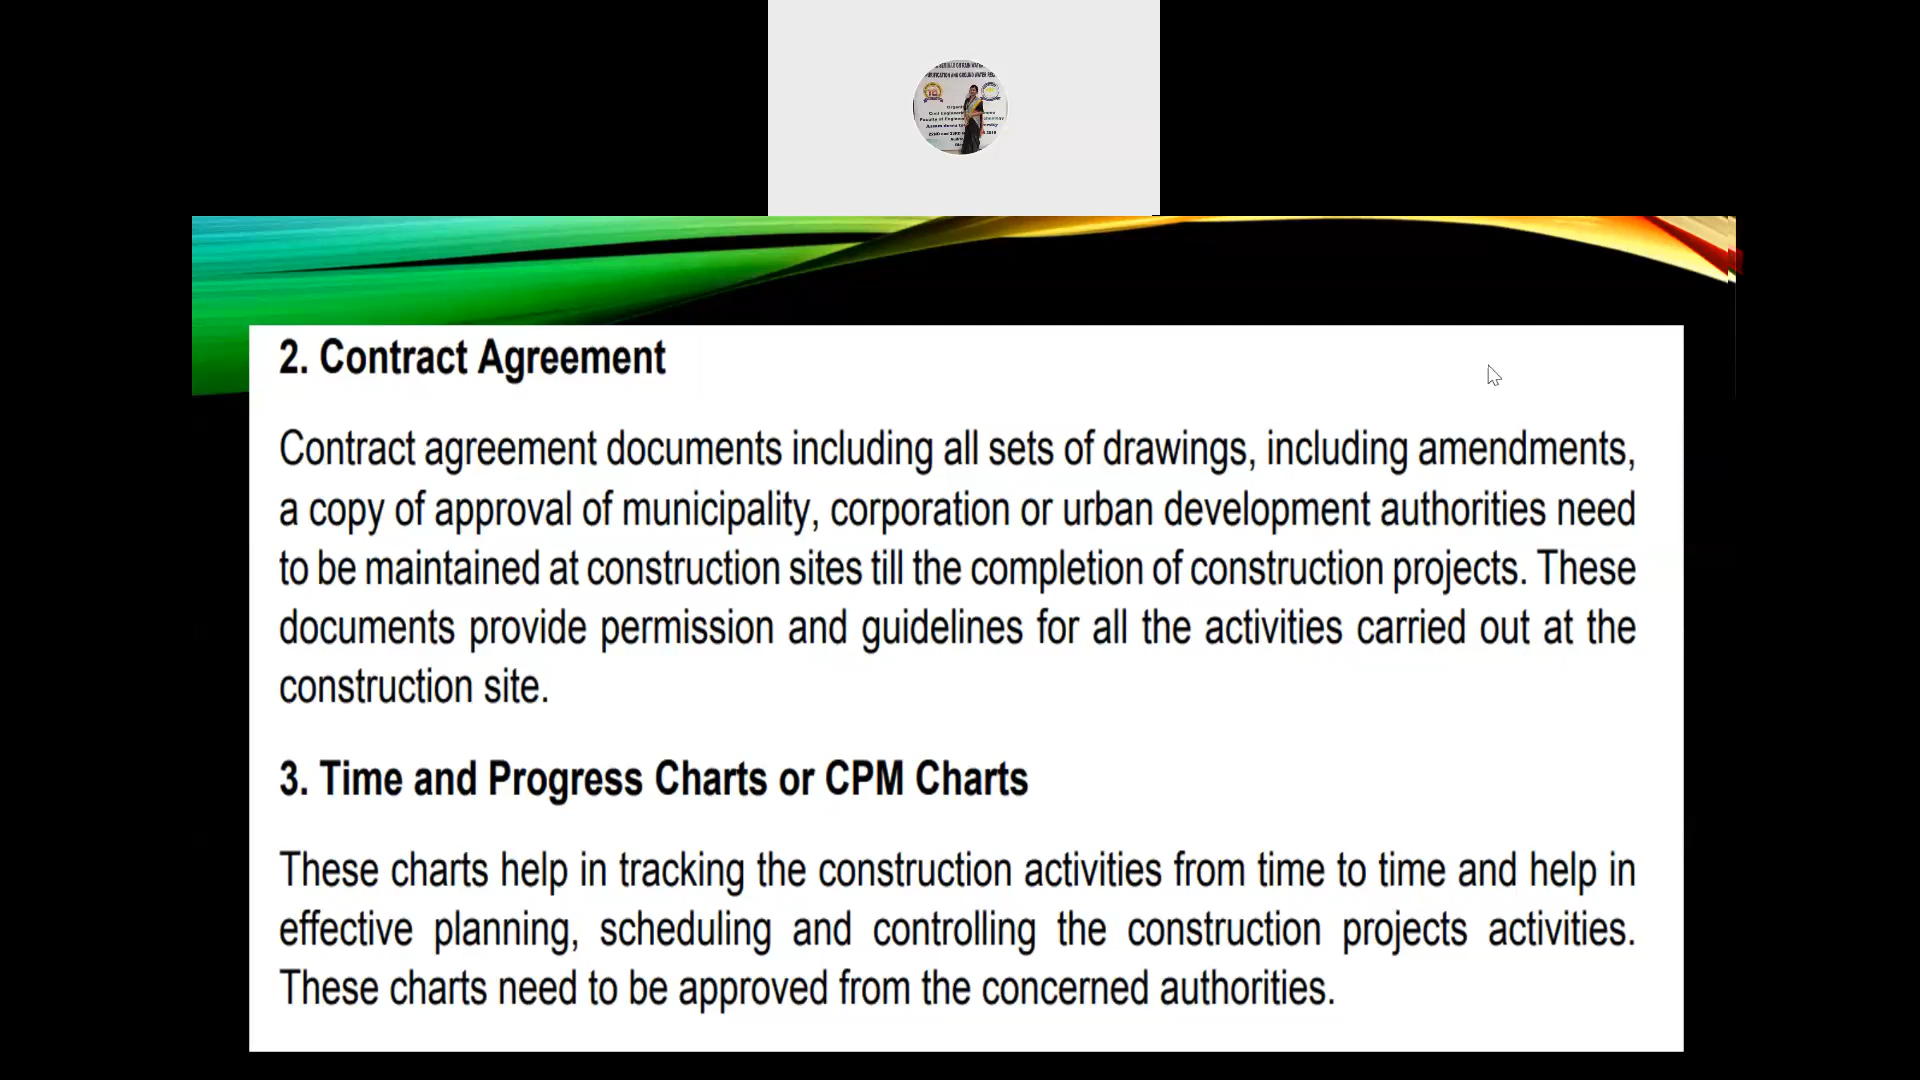 2. Contract Agreement
Contract agreement documents including all sets of drawings, including amendments,
a copy of approval of municipality, corporation or urban development authorities need
to be maintained at construction sites till the completion of construction projects. These
documents provide permission and guidelines for all the activities carried out at the
construction site.
3. Time and Progress Charts or CPM Charts
These charts help in tracking the construction activities from time to time and help in
effective planning, scheduling and controlling the construction projects activities.
These charts need to be approved from the concerned authorities.